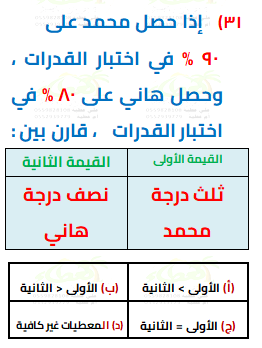 ٣١) إذا حصل محمد على
٩٠ % في اختبار القدرات ،
وحصل هاني على ٨٠ % في
اختبار القدرات ، قارن بين :
القيمة الأولى
القيمة الثانية
ثلث درجة
محمد
نصف درجة
هاني
(أ) الأولى > الثانية
(ب) الأولى < الثانية
(ج) الأولى = الثانية
(د) المعطيات غير كافية